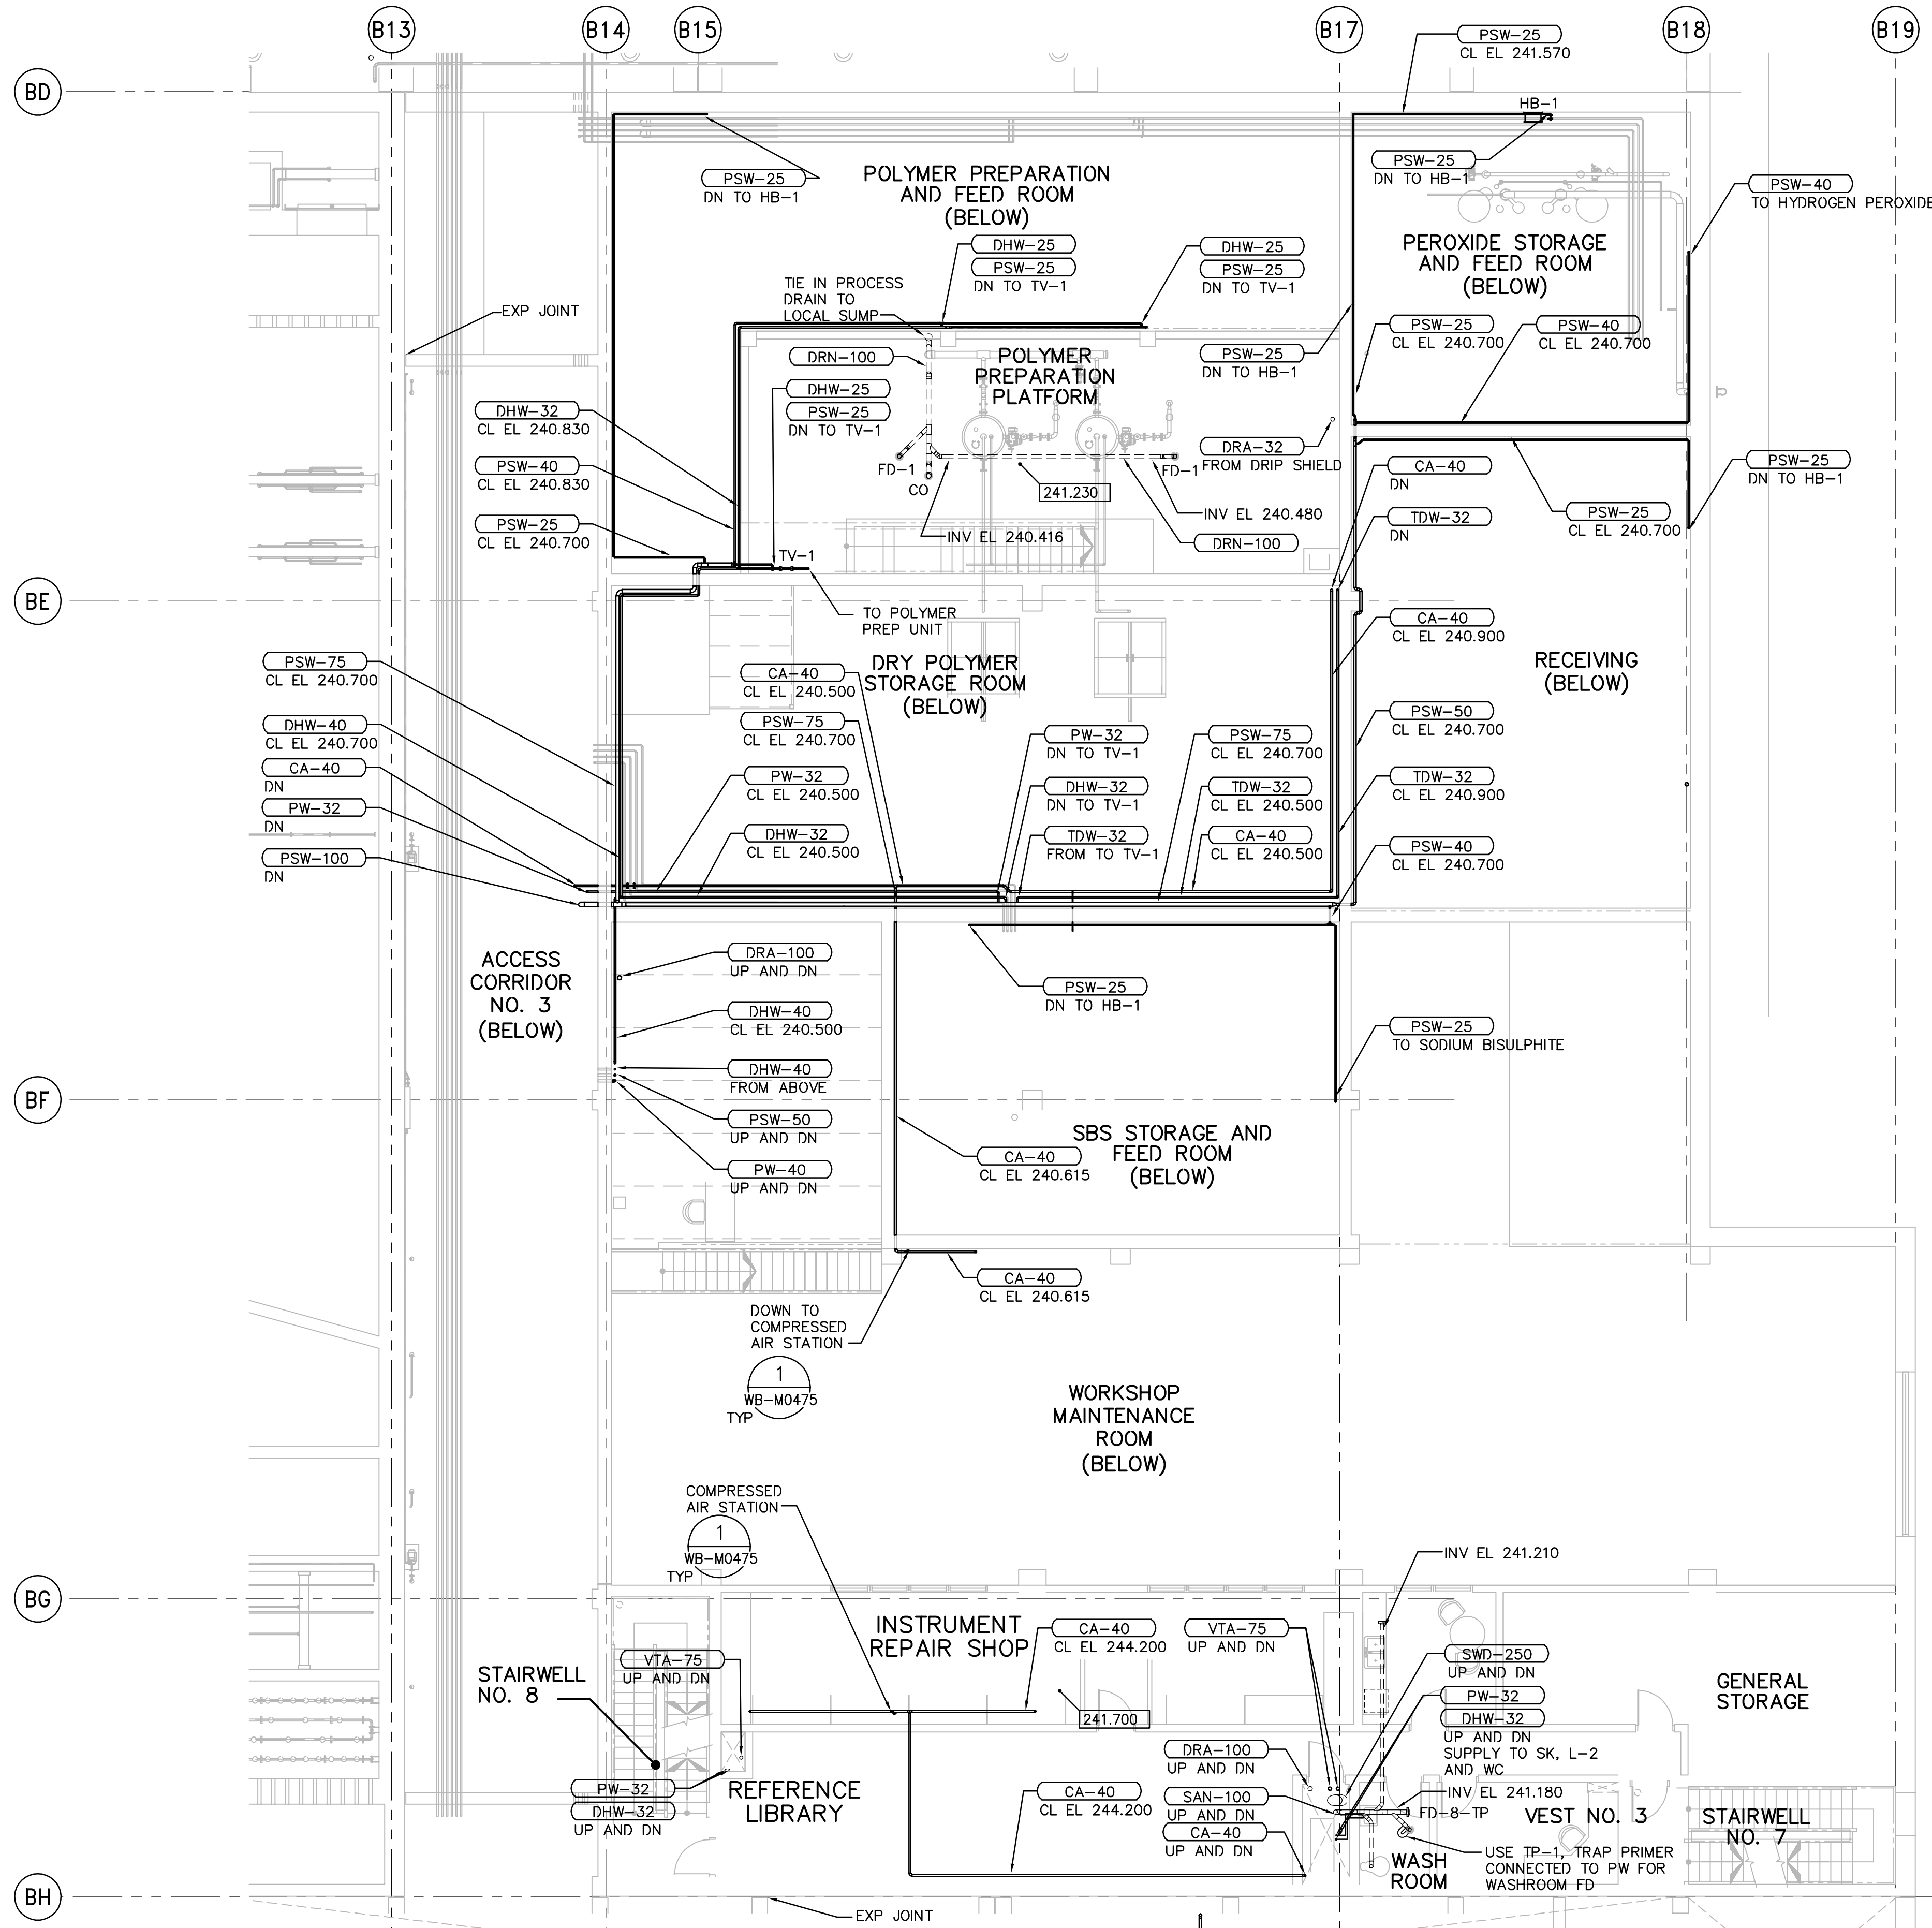 B13
B14
B15
B17
B18
B19
BD
BE
BF
BG
BH
PSW-25
CL EL 241.570
HB-1
PSW-25
DN TO HB-1
PSW-25
DN TO HB-1
PSW-40
TO HYDROGEN PEROXIDE
POLYMER PREPARATION
AND FEED ROOM
(BELOW)
PEROXIDE STORAGE
AND FEED ROOM
(BELOW)
DHW-25
PSW-25
DN TO TV-1
DHW-25
PSW-25
DN TO TV-1
TIE IN PROCESS
DRAIN TO
LOCAL SUMP
EXP JOINT
DRN-100
POLYMER
PREPARATION
PLATFORM
PSW-25
DN TO HB-1
PSW-25
CL EL 240.700
PSW-40
CL EL 240.700
DHW-25
PSW-25
DN TO TV-1
DHW-32
CL EL 240.830
PSW-40
CL EL 240.830
PSW-25
CL EL 240.700
FD-1
CO
FD-1
241.230
DRA-32
FROM DRIP SHIELD
CA-40
DN
TDW-32
DN
PSW-25
DN TO HB-1
PSW-25
CL EL 240.700
INV EL 240.480
INV EL 240.416
DRN-100
TV-1
TO POLYMER
PREP UNIT
DRY POLYMER
STORAGE ROOM
(BELOW)
CA-40
CL EL 240.900
RECEIVING
(BELOW)
PSW-75
CL EL 240.700
DHW-40
CL EL 240.700
CA-40
DN
PW-32
DN
PSW-100
DN
CA-40
CL EL 240.500
PSW-75
CL EL 240.700
PW-32
CL EL 240.500
DHW-32
CL EL 240.500
PW-32
DN TO TV-1
DHW-32
DN TO TV-1
TDW-32
FROM TO TV-1
PSW-75
CL EL 240.700
TDW-32
CL EL 240.500
CA-40
CL EL 240.500
PSW-50
CL EL 240.700
TDW-32
CL EL 240.900
PSW-40
CL EL 240.700
ACCESS
CORRIDOR
NO. 3
(BELOW)
DRA-100
UP AND DN
DHW-40
CL EL 240.500
DHW-40
FROM ABOVE
PSW-50
UP AND DN
PW-40
UP AND DN
PSW-25
DN TO HB-1
PSW-25
TO SODIUM BISULPHITE
CA-40
CL EL 240.615
SBS STORAGE AND
FEED ROOM
(BELOW)
CA-40
CL EL 240.615
DOWN TO
COMPRESSED
AIR STATION
1
WB-M0475
TYP
WORKSHOP
MAINTENANCE
ROOM
(BELOW)
COMPRESSED
AIR STATION
1
WB-M0475
TYP
INV EL 241.210
INSTRUMENT
REPAIR SHOP
CA-40
CL EL 244.200
VTA-75
UP AND DN
VTA-75
UP AND DN
STAIRWELL
NO. 8
241.700
SWD-250
UP AND DN
PW-32
DHW-32
UP AND DN
SUPPLY TO SK, L-2
AND WC
GENERAL
STORAGE
PW-32
DHW-32
UP AND DN
REFERENCE
LIBRARY
CA-40
CL EL 244.200
DRA-100
UP AND DN
SAN-100
UP AND DN
CA-40
UP AND DN
INV EL 241.180
FD-8-TP
VEST NO. 3
STAIRWELL
NO. 7
WASH
ROOM
USE TP-1, TRAP PRIMER
CONNECTED TO PW FOR
WASHROOM FD
EXP JOINT